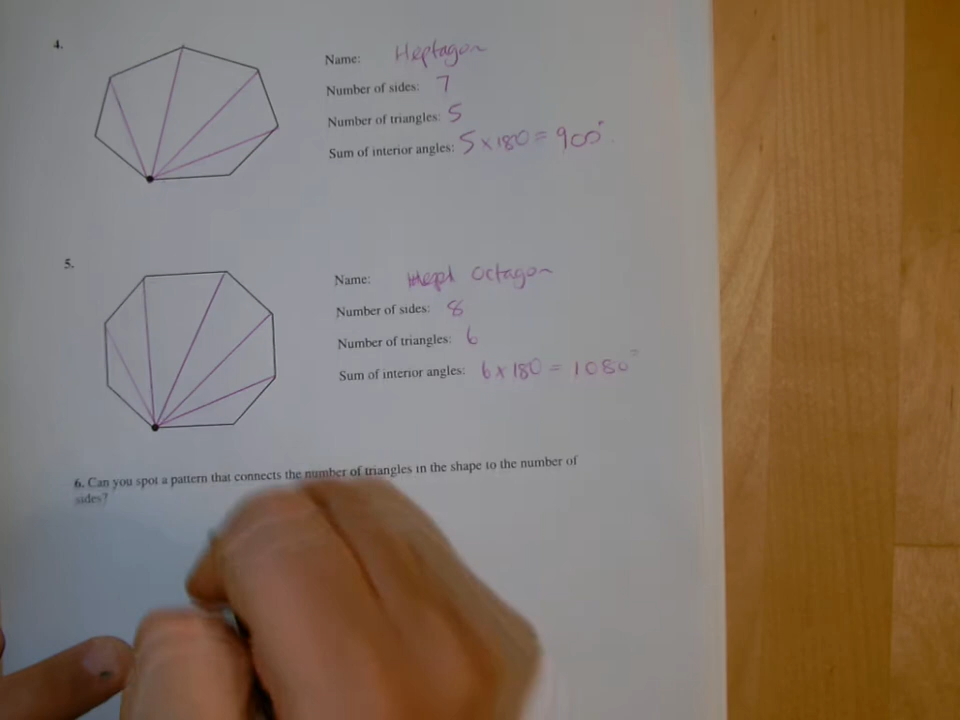 4.
Name: Heptagon
Number of sides: 7
Number of triangles: 5
Sum of interior angles: 5 x 180 = 900°
5.
Name: Octagon
Number of sides: 8
Number of triangles: 6
Sum of interior angles: 6 x 180 = 1080°
6. Can you spot a pattern that connects the number of triangles in the shape to the number of
sides?